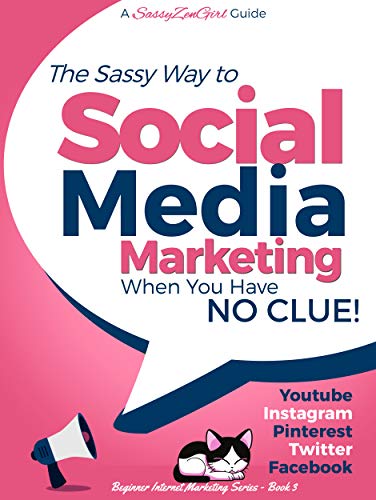 A SassyZenGirl Guide
The Sassy Way to
Social
Media
Marketing
When You Have
NO CLUE!
Youtube
Instagram
Pinterest
Twitter
Facebook
Beginner Internet Marketing Series - Book 3